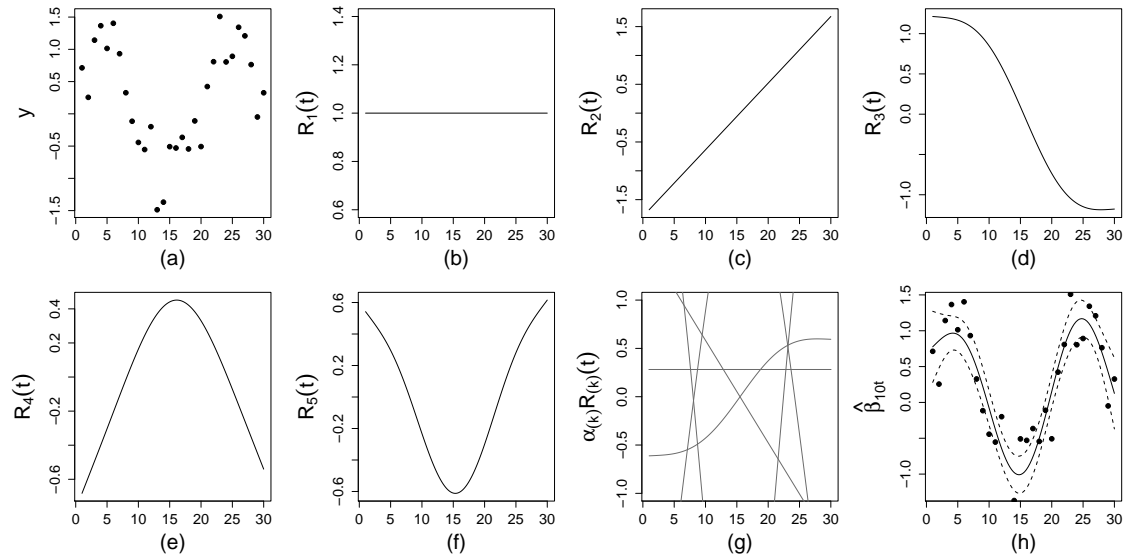 y
-1.5 -0.5 0.5 1.5
0 5 10 15 20 25 30
(a)
R1(t)
0.6 0.8 1.0 1.2 1.4
0 5 10 15 20 25 30
(b)
R2(t)
-1.5 -0.5 0.5 1.5
0 5 10 15 20 25 30
(c)
R3(t)
-1.0 0.0 1.0
0 5 10 15 20 25 30
(d)
R4(t)
-0.6 -0.2 0.2 0.4
0 5 10 15 20 25 30
(e)
R5(t)
-0.6 -0.2 0.2 0.6
0 5 10 15 20 25 30
(f)
α(k)R(k)(t)
-1.0 -0.5 0.0 0.5 1.0
0 5 10 15 20 25 30
(g)
β̂10t
-1.0 0.0 0.5 1.0 1.5
0 5 10 15 20 25 30
(h)